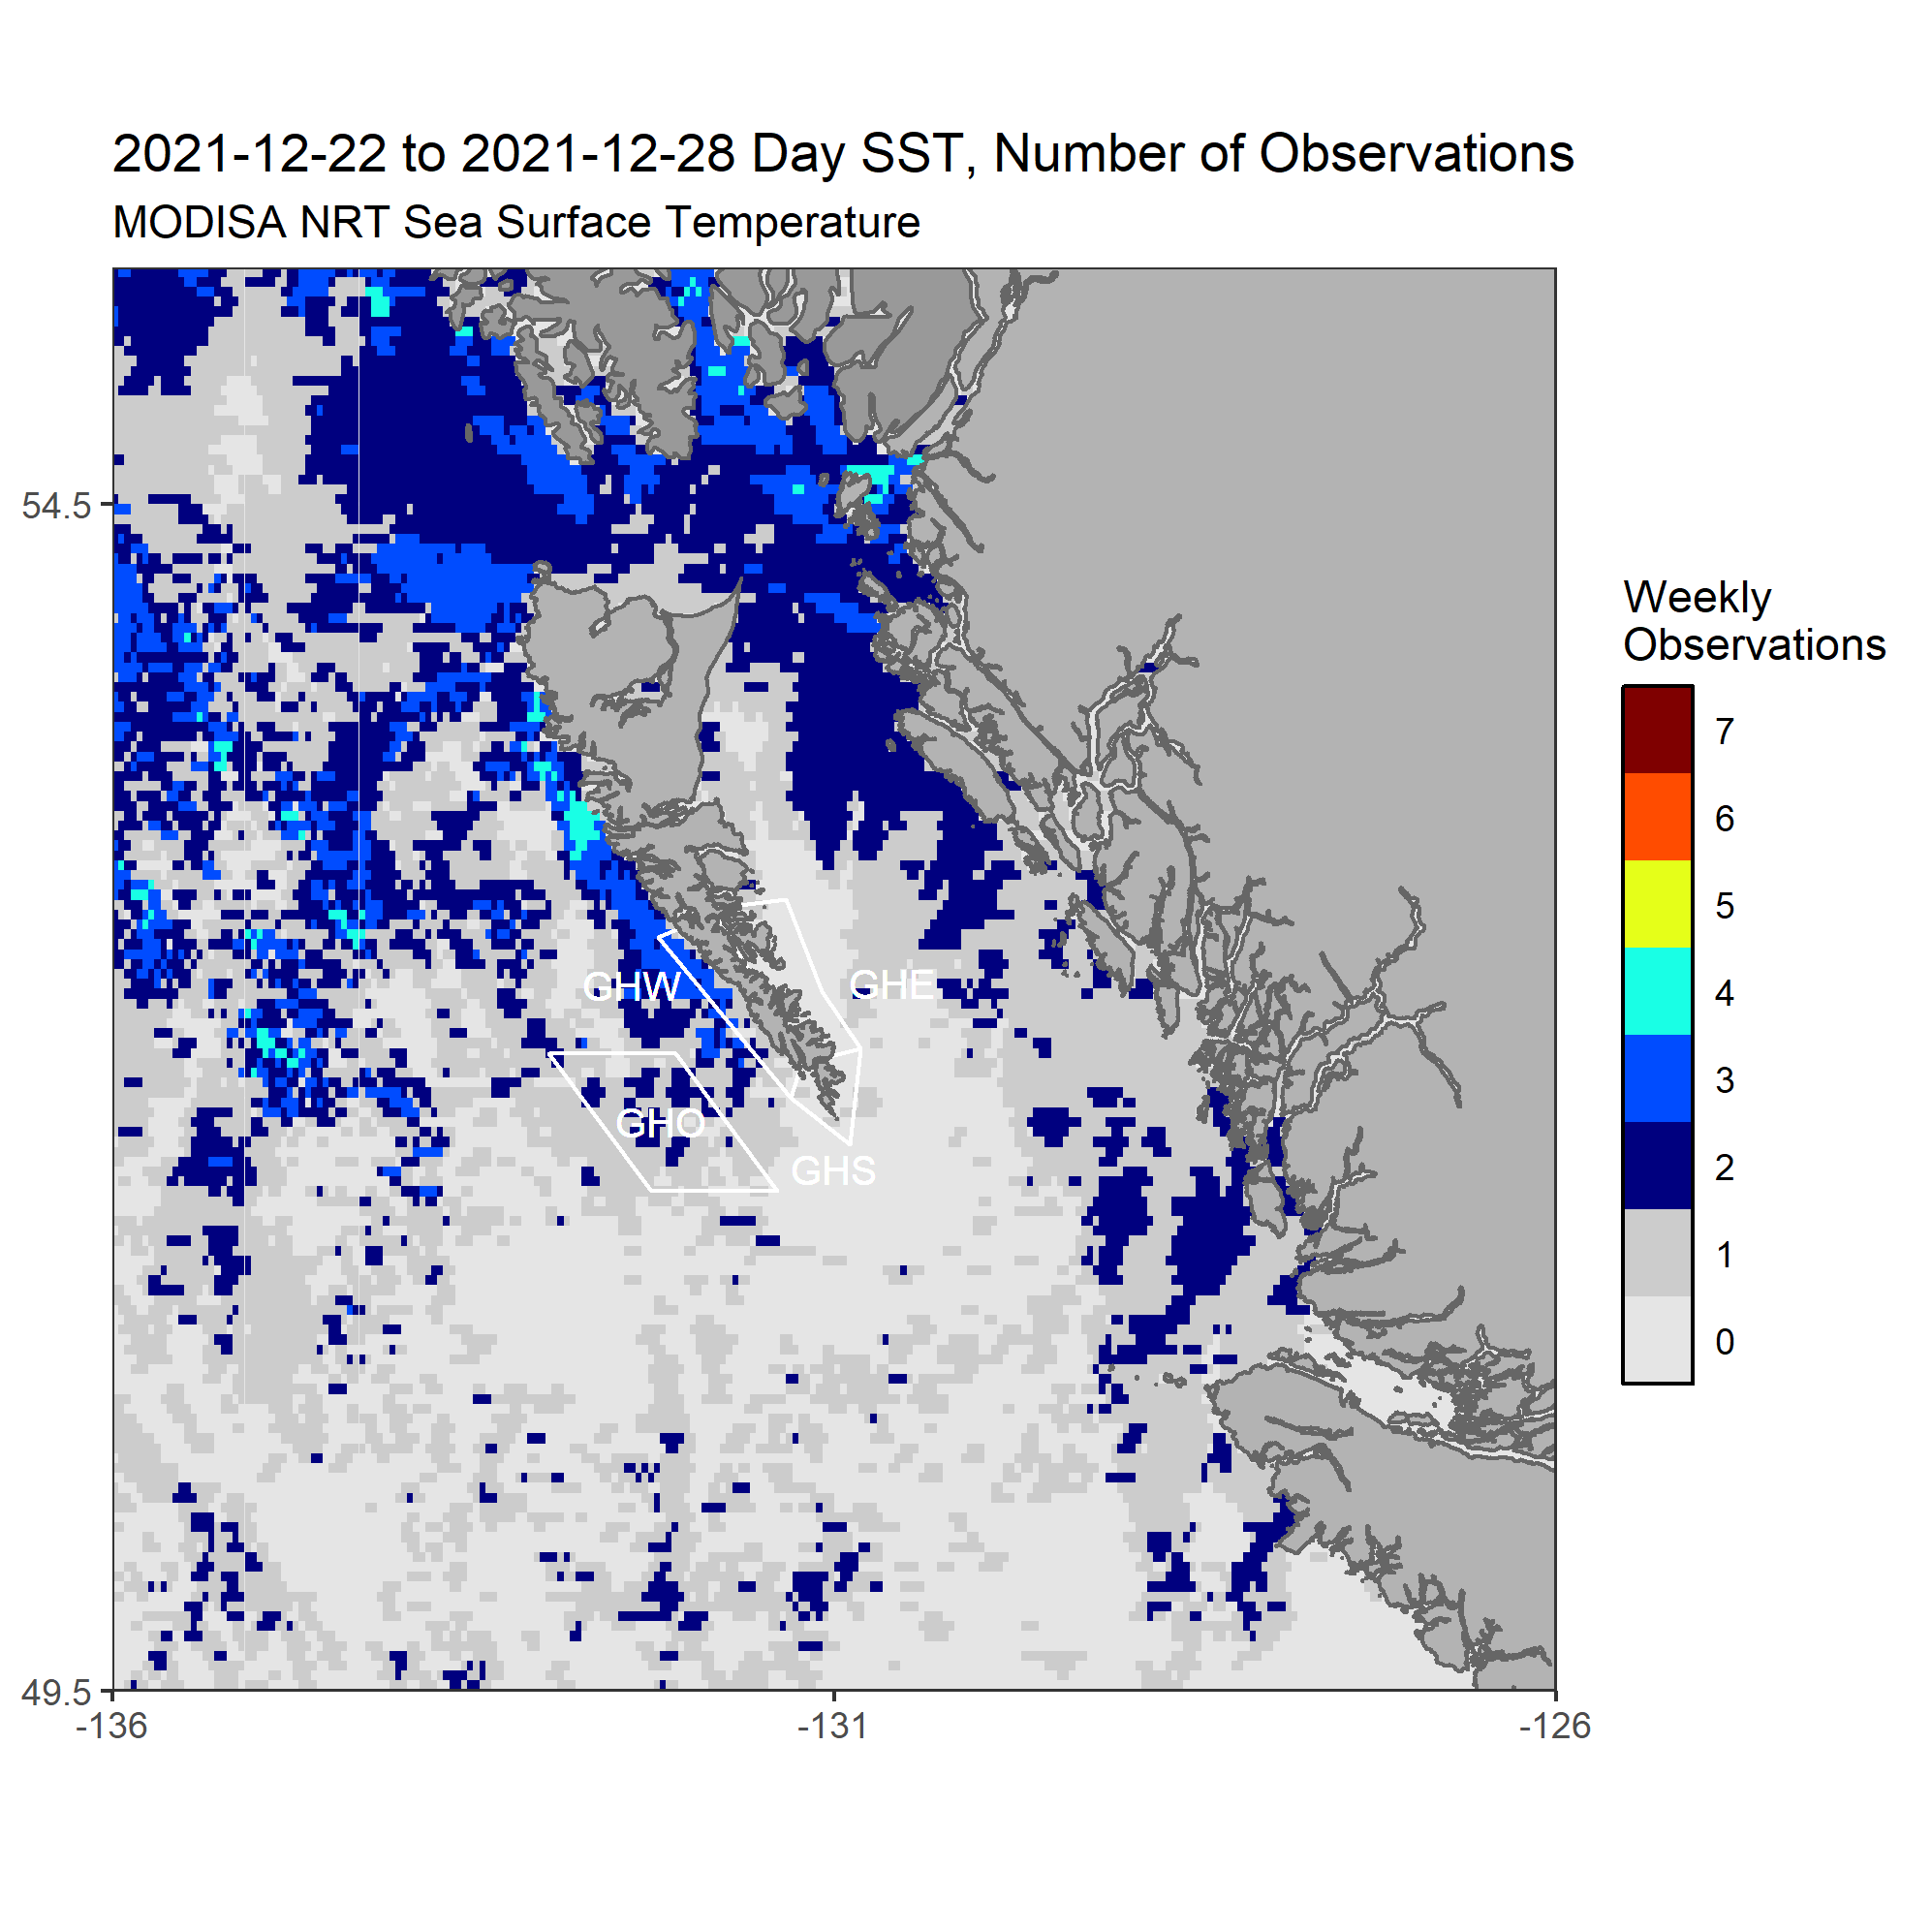 2021-12-22 to 2021-12-28 Day SST, Number of Observations
MODISA NRT Sea Surface Temperature
54.5
49.5
-136
-131
-126
GHW
GHE
GHO
GHS
Weekly
Observations
7
6
5
4
3
2
1
0